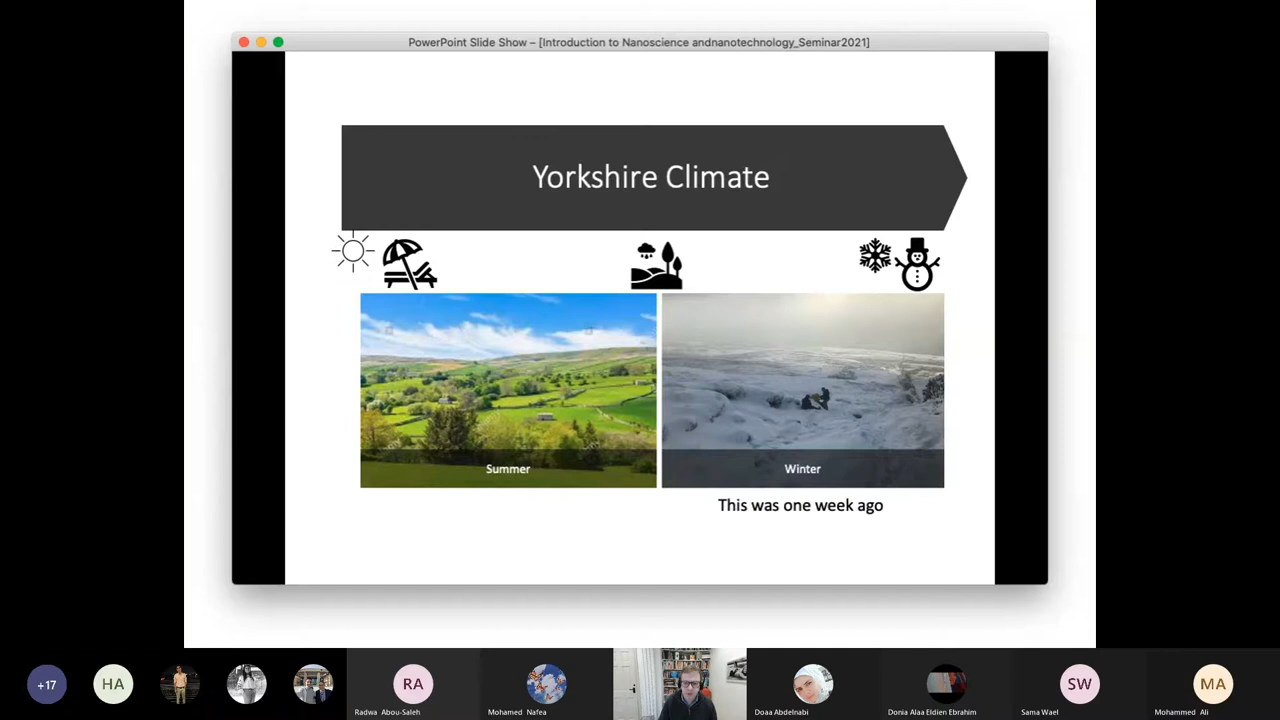 PowerPoint Slide Show – [Introduction to Nanoscience andnanotechnology_Seminar2021]
Yorkshire Climate
Summer
Winter
This was one week ago
+17
HA
RA
SW
MA
Radwa Abou-Saleh
Mohamed Nafea
Doaa Abdelnabi
Donia Alaa Eldien Ebrahim
Sama Wael
Mohammed Ali